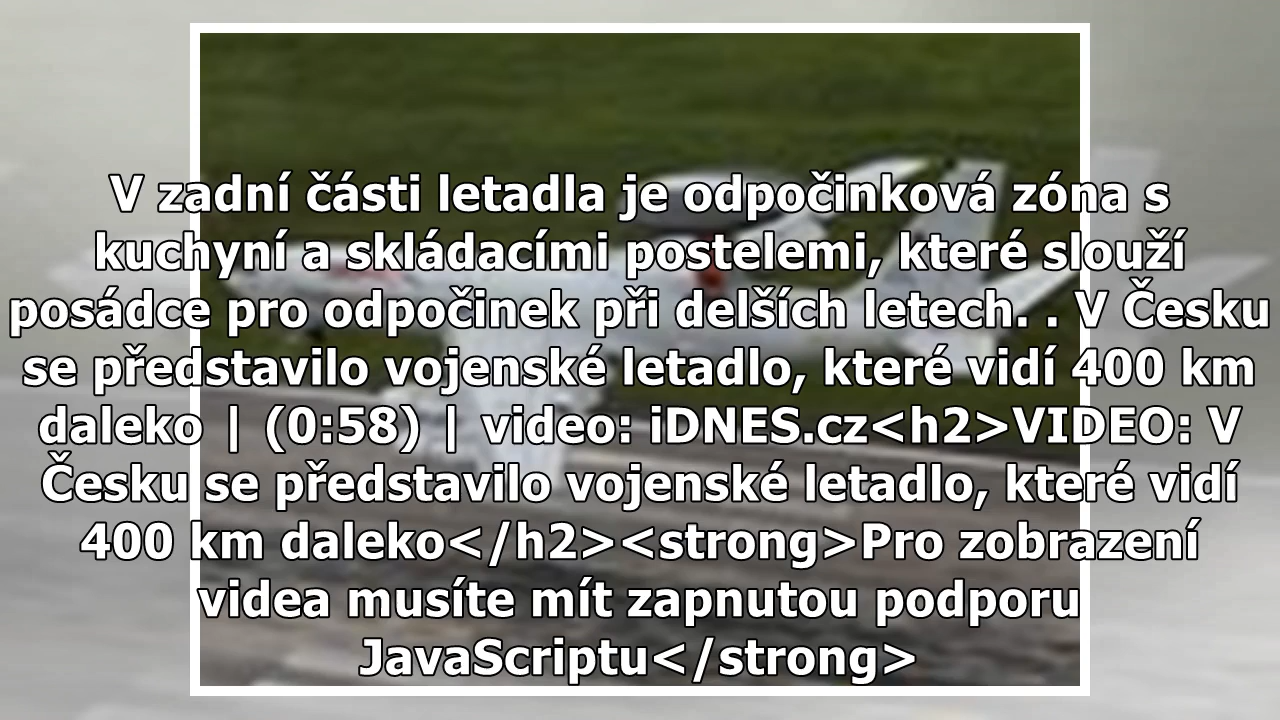 V zadní části letadla je odpočinková zóna s
kuchyní a skládacími postelemi, které slouží
posádce pro odpočinek při delších letech. . V Česku
se představilo vojenské letadlo, které vidí 400 km
daleko | (0:58) | video: iDNES.cz<h2>VIDEO: V
Česku se představilo vojenské letadlo, které vidí
400 km daleko</h2><strong>Pro zobrazení
videa musíte mít zapnutou podporu
JavaScriptu</strong>